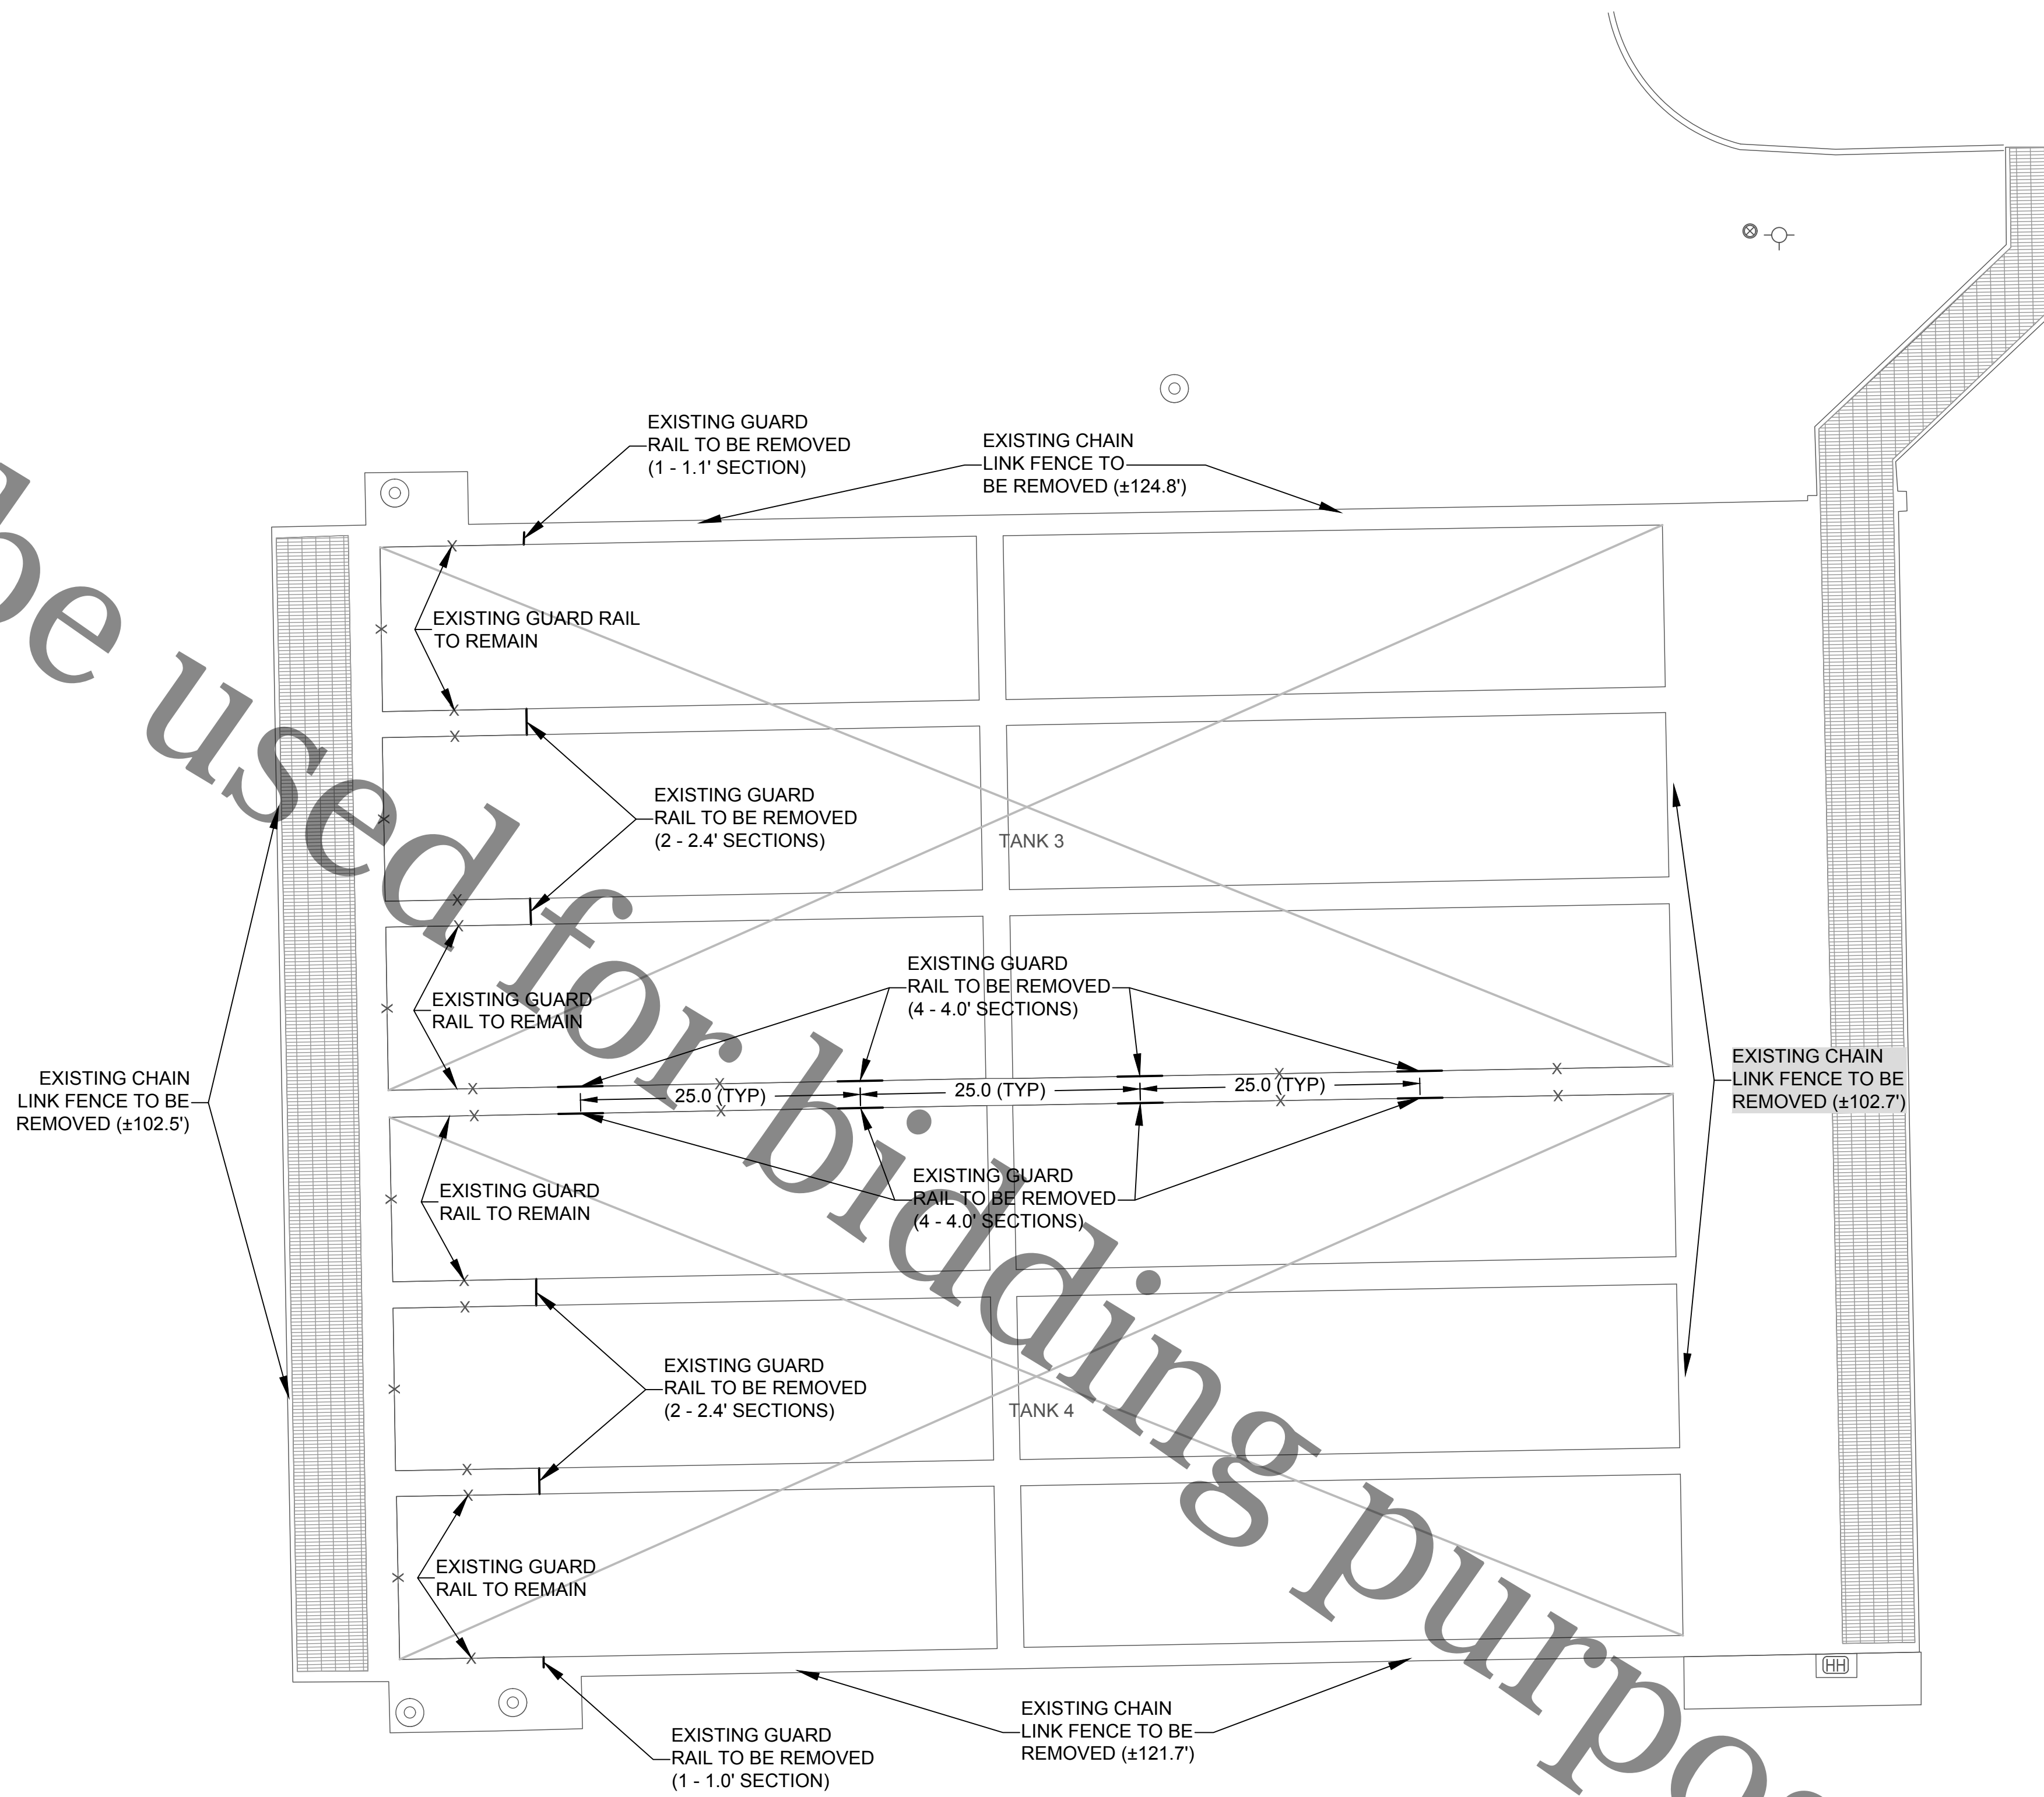 EXISTING GUARD
RAIL TO BE REMOVED
(1 - 1.1' SECTION)
EXISTING CHAIN
LINK FENCE TO
BE REMOVED (±124.8')
EXISTING GUARD RAIL
TO REMAIN
EXISTING GUARD
RAIL TO BE REMOVED
(2 - 2.4' SECTIONS)
TANK 3
EXISTING GUARD
RAIL TO BE REMOVED
(4 - 4.0' SECTIONS)
EXISTING GUARD
RAIL TO REMAIN
EXISTING CHAIN
LINK FENCE TO BE
REMOVED (±102.5')
25.0 (TYP)
25.0 (TYP)
25.0 (TYP)
EXISTING CHAIN
LINK FENCE TO BE
REMOVED (±102.7')
EXISTING GUARD
RAIL TO BE REMOVED
(4 - 4.0' SECTIONS)
EXISTING GUARD
RAIL TO REMAIN
EXISTING GUARD
RAIL TO BE REMOVED
(2 - 2.4' SECTIONS)
TANK 4
EXISTING GUARD
RAIL TO REMAIN
HH
EXISTING CHAIN
LINK FENCE TO BE
REMOVED (±121.7')
EXISTING GUARD
RAIL TO BE REMOVED
(1 - 1.0' SECTION)
be used for bidding purpo